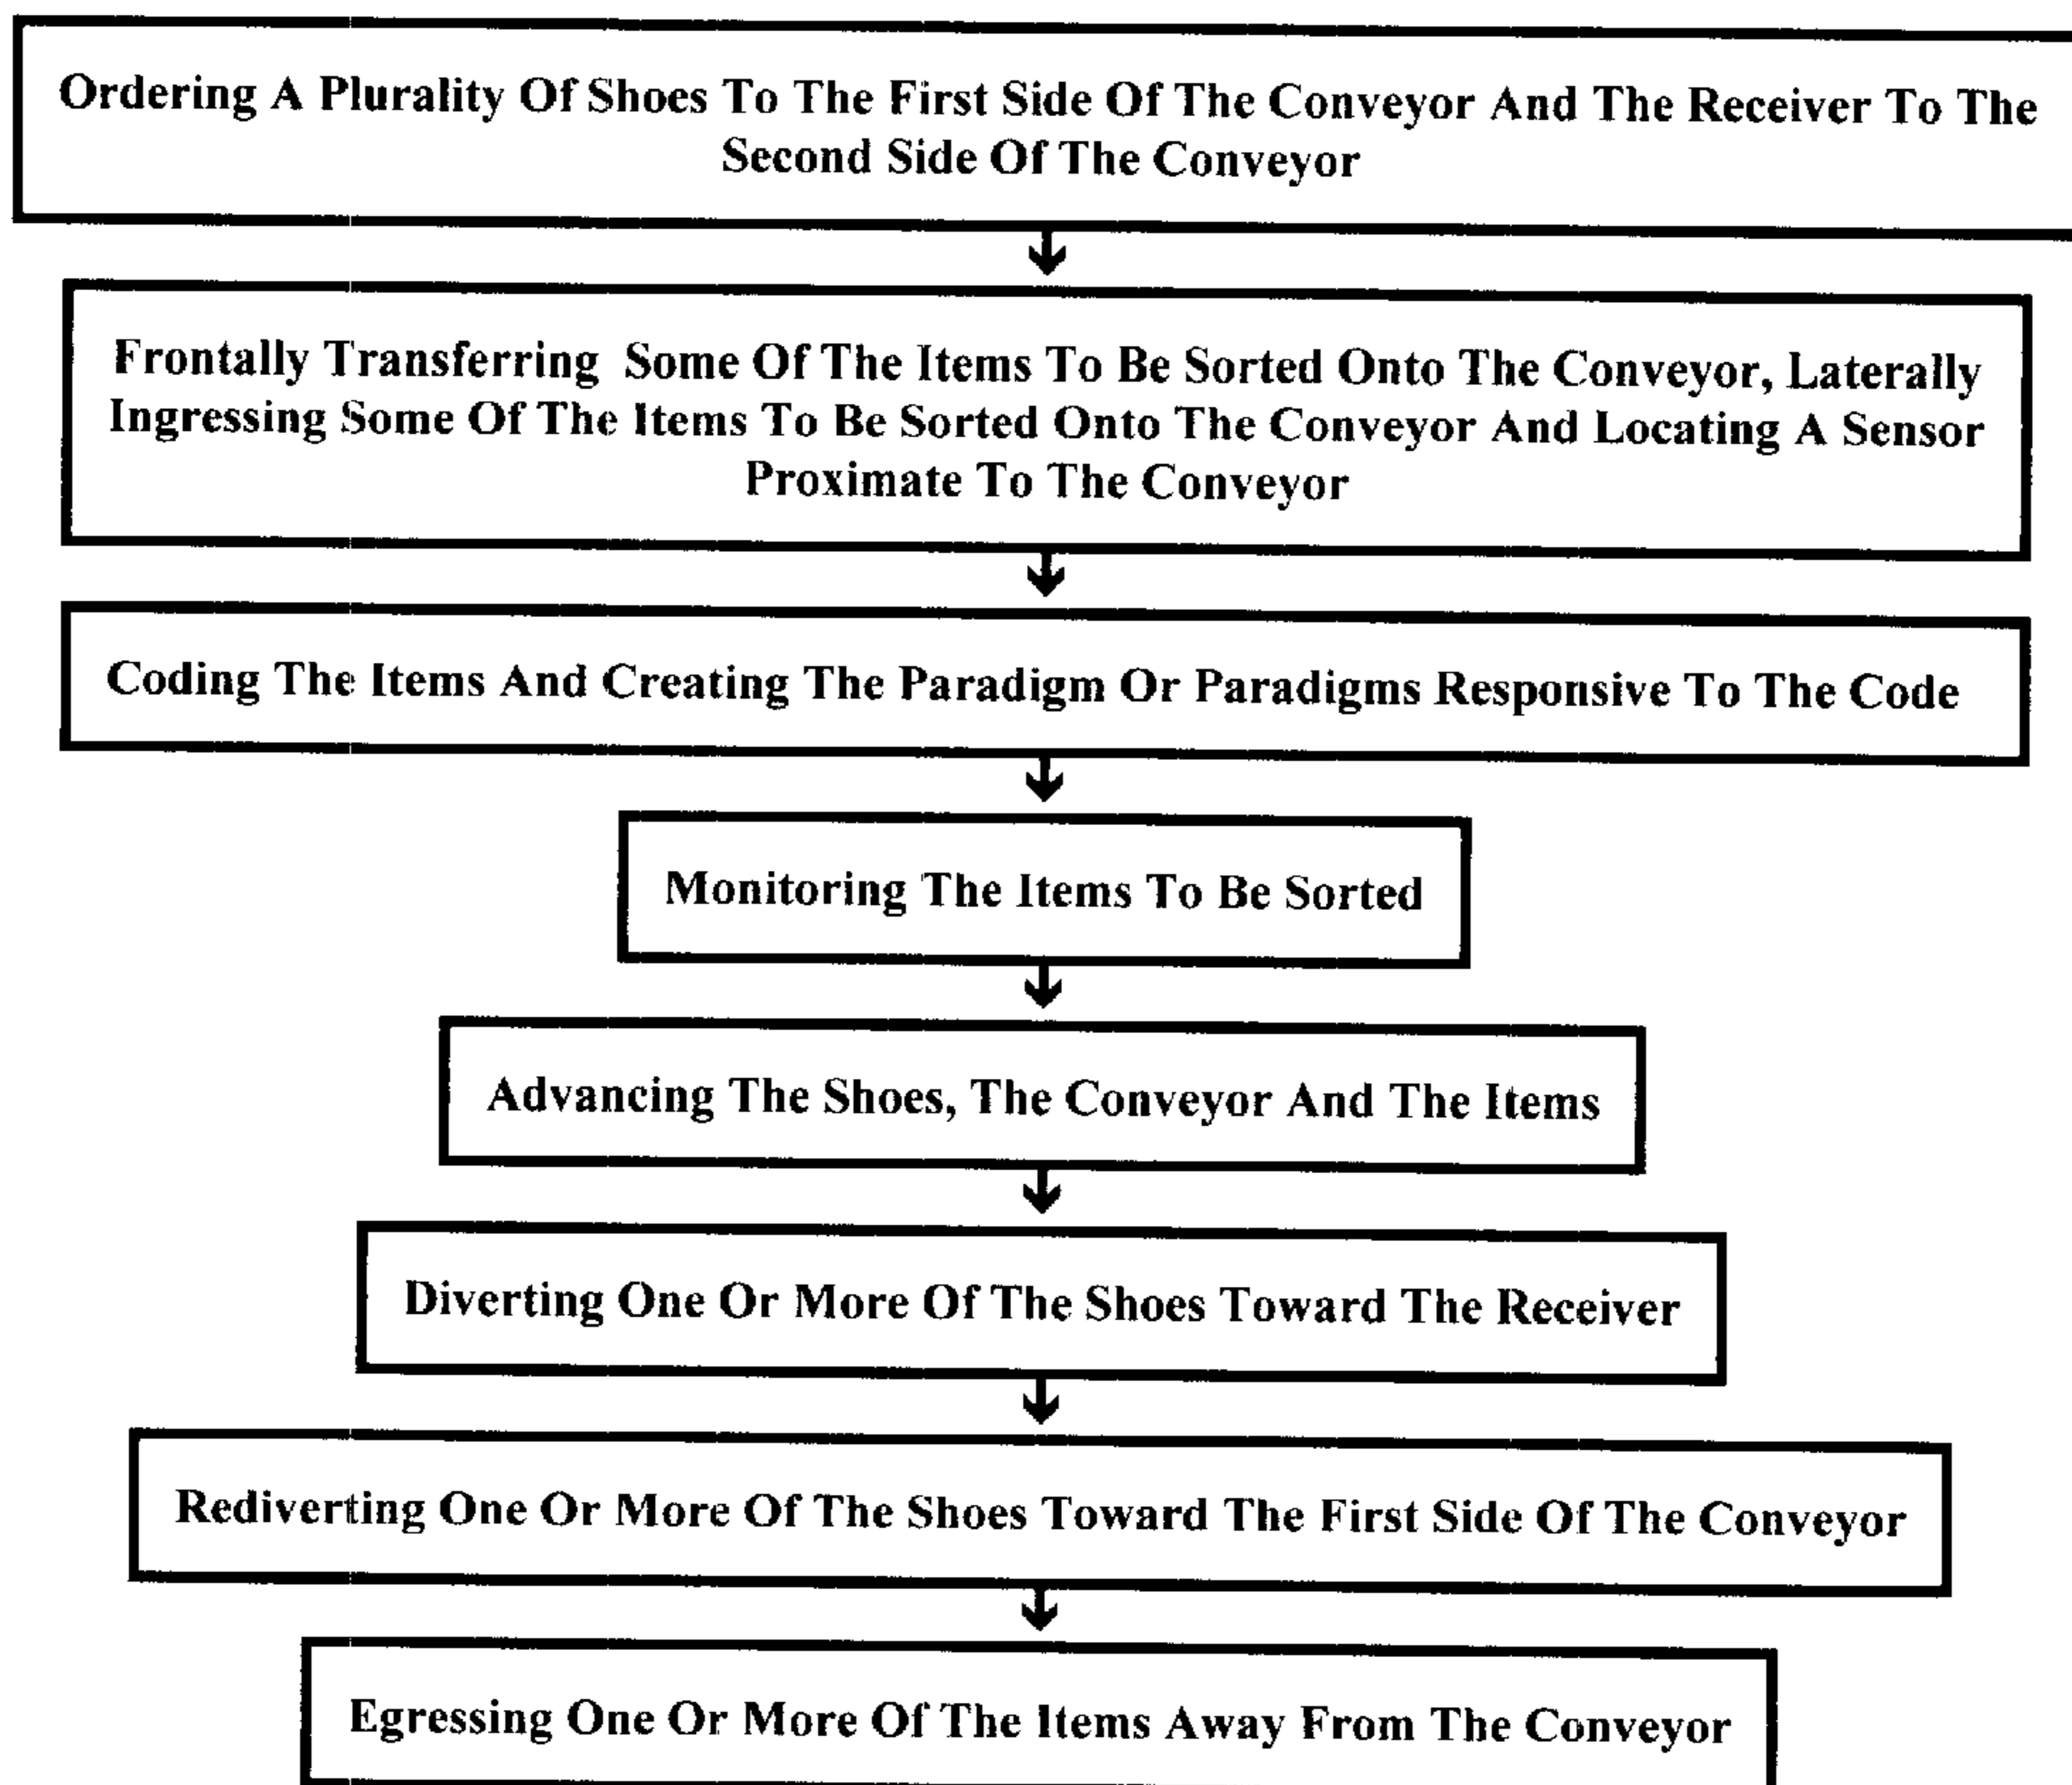 Ordering A Plurality Of Shoes To The First Side Of The Conveyor And The Receiver To The
Second Side Of The Conveyor
Frontally Transferring Some Of The Items To Be Sorted Onto The Conveyor, Laterally
Ingressing Some Of The Items To Be Sorted Onto The Conveyor And Locating A Sensor
Proximate To The Conveyor
Coding The Items And Creating The Paradigm Or Paradigms Responsive To The Code
Monitoring The Items To Be Sorted
Advancing The Shoes, The Conveyor And The Items
Diverting One Or More Of The Shoes Toward The Receiver
Rediverting One Or More Of The Shoes Toward The First Side Of The Conveyor
Egressing One Or More Of The Items Away From The Conveyor